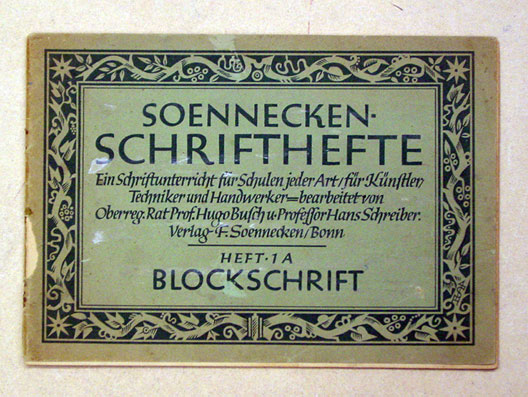 SOENNECKEN-
SCHRIFTHEFTE
Ein Schriftunterricht für Schulen jeder Art/für Künstler/
Techniker und Handwerker=bearbeitet von
Oberreg. Rat Prof. Hugo Busch u. Professor Hans Schreiber.
Verlag-F. Soennecken/Bonn
HEFT·1A
BLOCKSCHRIFT